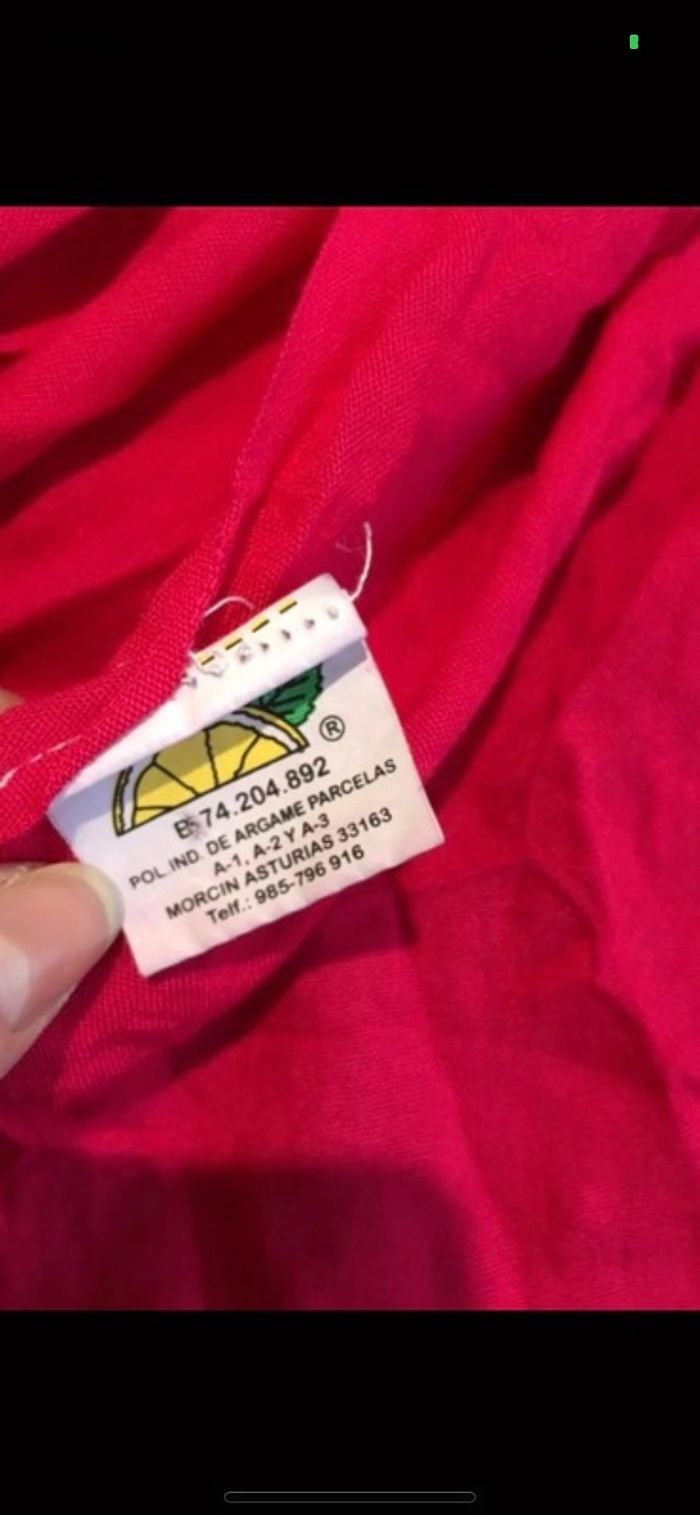 ®
B-74.204.892
POL.IND. DE ARGAME PARCELAS
A-1, A-2 Y A-3
MORCIN ASTURIAS 33163
Telf.: 985-796 916